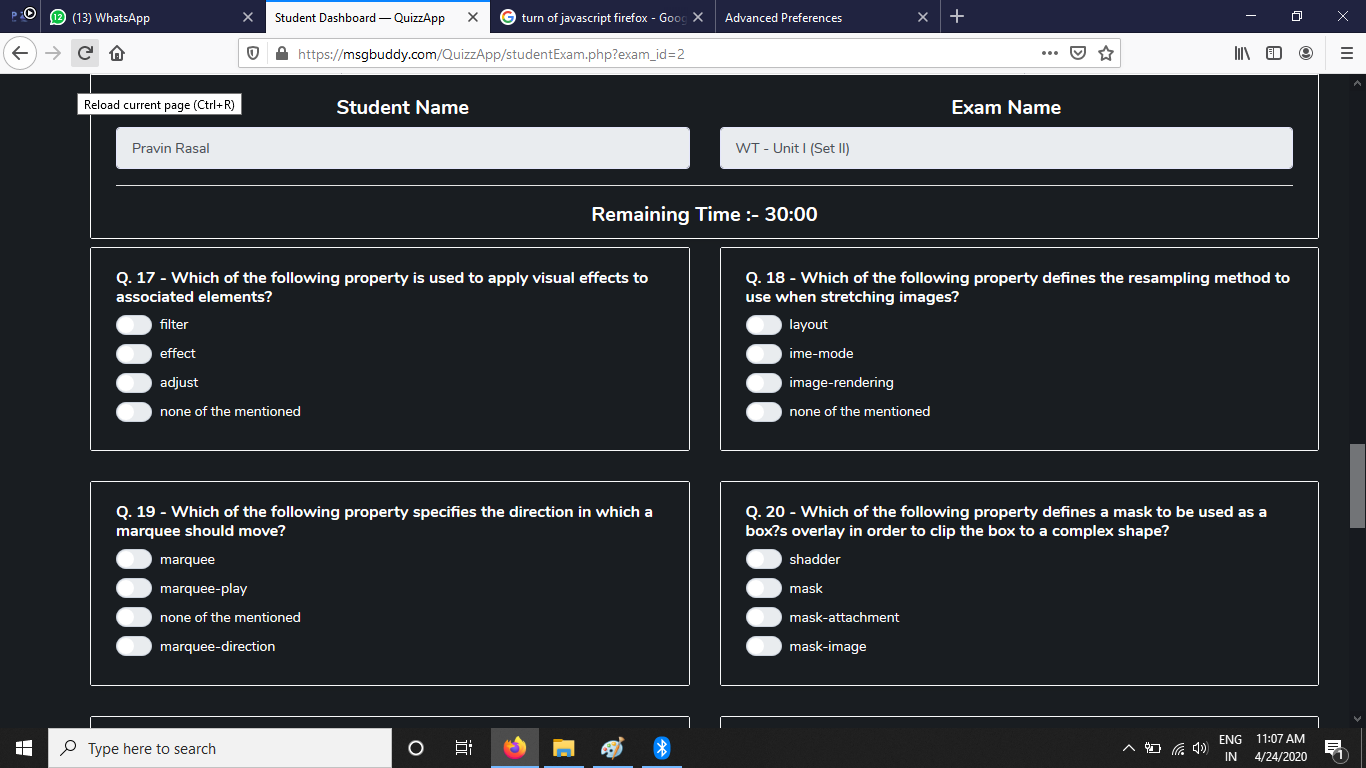 (13) WhatsApp
Student Dashboard — QuizzApp
turn of javascript firefox - Goog
Advanced Preferences
https://msgbuddy.com/QuizzApp/studentExam.php?exam_id=2
Reload current page (Ctrl+R)
Student Name
Exam Name
Pravin Rasal
WT - Unit I (Set II)
Remaining Time :- 30:00
Q. 17 - Which of the following property is used to apply visual effects to
associated elements?
filter
effect
adjust
none of the mentioned
Q. 18 - Which of the following property defines the resampling method to
use when stretching images?
layout
ime-mode
image-rendering
none of the mentioned
Q. 19 - Which of the following property specifies the direction in which a
marquee should move?
marquee
marquee-play
none of the mentioned
marquee-direction
Q. 20 - Which of the following property defines a mask to be used as a
box?s overlay in order to clip the box to a complex shape?
shadder
mask
mask-attachment
mask-image
Type here to search
ENG
IN
11:07 AM
4/24/2020
1